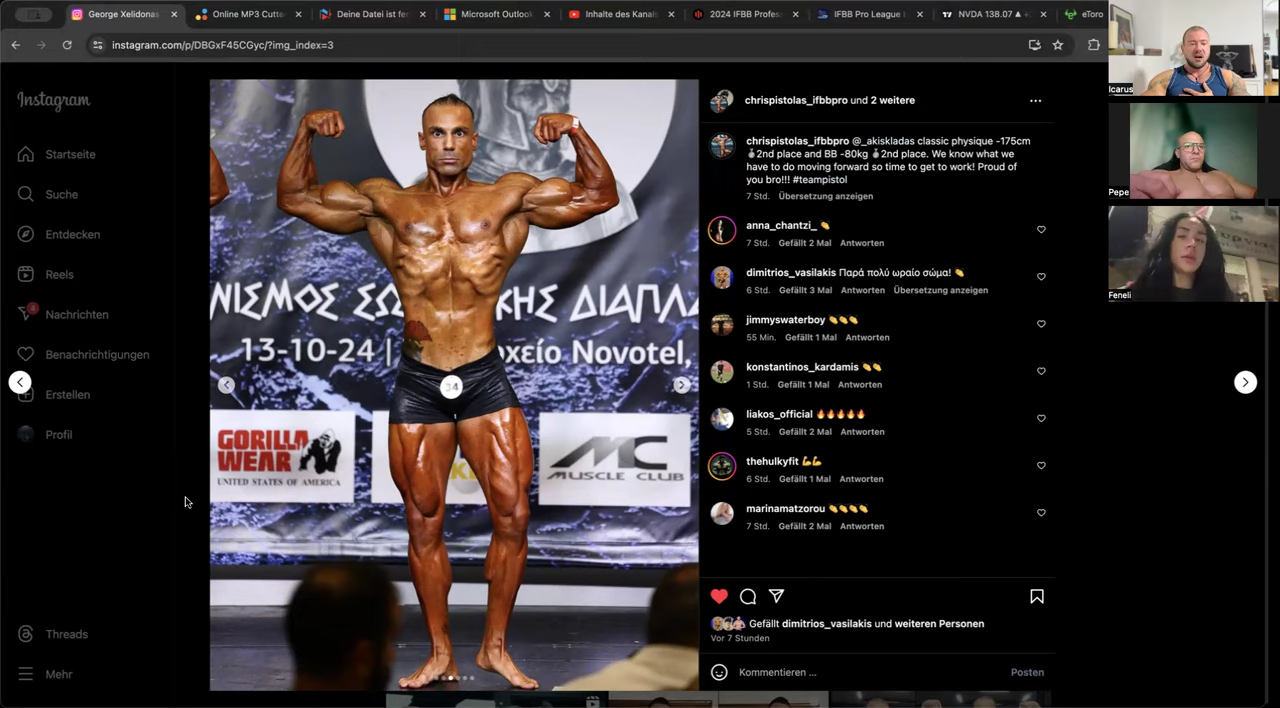 George Xelidonas
Online MP3 Cutte
Deine Datei ist fer
Microsoft Outlook
Inhalte des Kanals
2024 IFBB Profes
IFBB Pro League
NVDA 138.07
eToro
instagram.com/p/DBGxF45CGyc/?img_index=3
Instagram
Startseite
Suche
Entdecken
Reels
4
Nachrichten
Benachrichtigungen
Erstellen
Profil
Threads
Mehr
ΝΙΣΜΟΣ ΣΩ ΚΗΣ ΔΙΑΠΛΑ
13-10-24 | οχείο Novotel,
34
GORILLA
WEAR
UNITED STATES OF AMERICA
MC
MUSCLE CLUB
chrispistolas_ifbbpro und 2 weitere
chrispistolas_ifbbpro @_akiskladas classic physique -175cm
🥈2nd place and BB -80kg 🥈2nd place. We know what we
have to do moving forward so time to get to work! Proud of
you bro!!! #teampistol
7 Std. Übersetzung anzeigen
anna_chantzi_ 👏
7 Std. Gefällt 2 Mal Antworten
dimitrios_vasilakis Παρά πολύ ωραίο σώμα! 👏
6 Std. Gefällt 3 Mal Antworten Übersetzung anzeigen
jimmyswaterboy 👏👏👏
55 Min. Gefällt 1 Mal Antworten
konstantinos_kardamis 👏👏
1 Std. Gefällt 1 Mal Antworten
liakos_official 🔥🔥🔥🔥🔥
5 Std. Gefällt 2 Mal Antworten
thehulkyfit 💪💪
6 Std. Gefällt 1 Mal Antworten
marinamatzorou 👏👏👏👏
7 Std. Gefällt 2 Mal Antworten
Gefällt dimitrios_vasilakis und weiteren Personen
Vor 7 Stunden
Kommentieren ...
Posten
Icarus
Pepe
Feneli